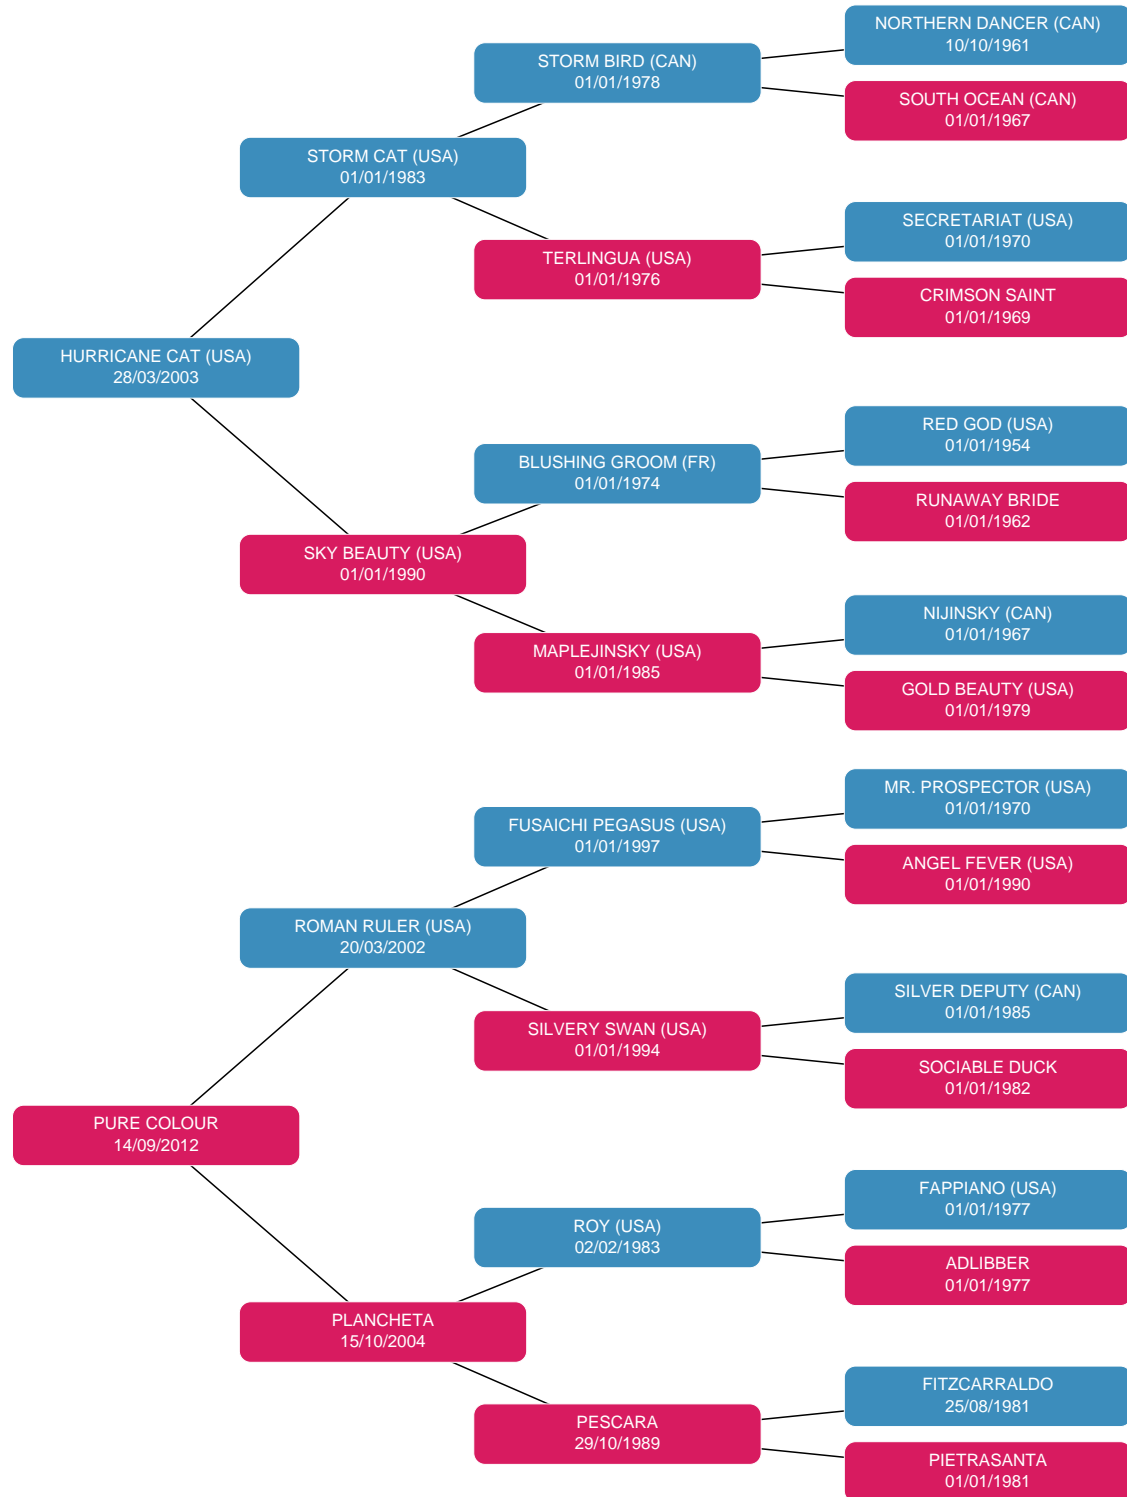 NORTHERN DANCER (CAN)
10/10/1961
STORM BIRD (CAN)
01/01/1978
SOUTH OCEAN (CAN)
01/01/1967
STORM CAT (USA)
01/01/1983
SECRETARIAT (USA)
01/01/1970
TERLINGUA (USA)
01/01/1976
CRIMSON SAINT
01/01/1969
HURRICANE CAT (USA)
28/03/2003
RED GOD (USA)
01/01/1954
BLUSHING GROOM (FR)
01/01/1974
RUNAWAY BRIDE
01/01/1962
SKY BEAUTY (USA)
01/01/1990
NIJINSKY (CAN)
01/01/1967
MAPLEJINSKY (USA)
01/01/1985
GOLD BEAUTY (USA)
01/01/1979
MR. PROSPECTOR (USA)
01/01/1970
FUSAICHI PEGASUS (USA)
01/01/1997
ANGEL FEVER (USA)
01/01/1990
ROMAN RULER (USA)
20/03/2002
SILVER DEPUTY (CAN)
01/01/1985
SILVERY SWAN (USA)
01/01/1994
SOCIABLE DUCK
01/01/1982
PURE COLOUR
14/09/2012
FAPPIANO (USA)
01/01/1977
ROY (USA)
02/02/1983
ADLIBBER
01/01/1977
PLANCHETA
15/10/2004
FITZCARRALDO
25/08/1981
PESCARA
29/10/1989
PIETRASANTA
01/01/1981